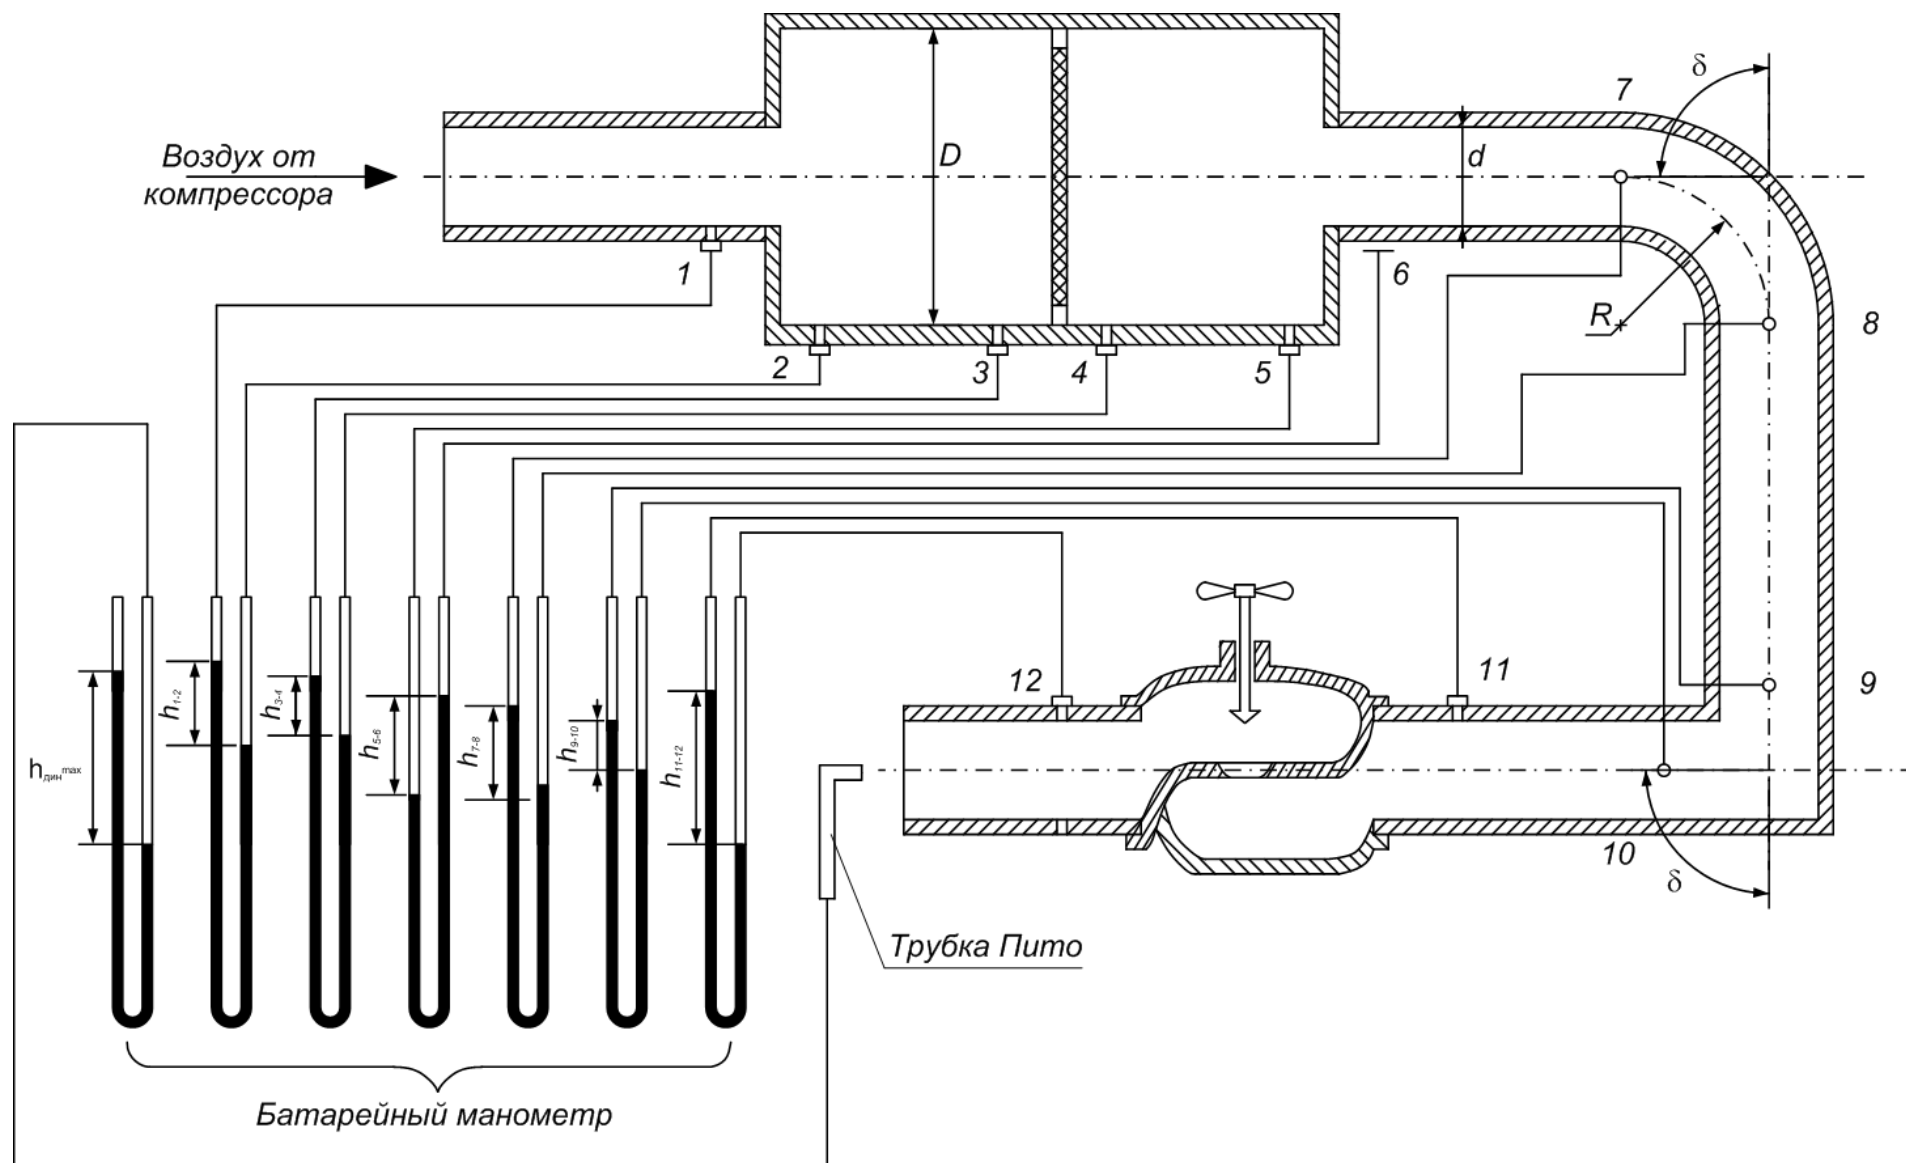 δ
7
Воздух от
компрессора
D
d
1
6
R
8
2
3
4
5
12
11
9
h₁₋₂
h₃₋₄
h₅₋₆
h₇₋₈
h₉₋₁₀
h₁₁₋₁₂
hдинmax
10
δ
Трубка Пито
Батарейный манометр